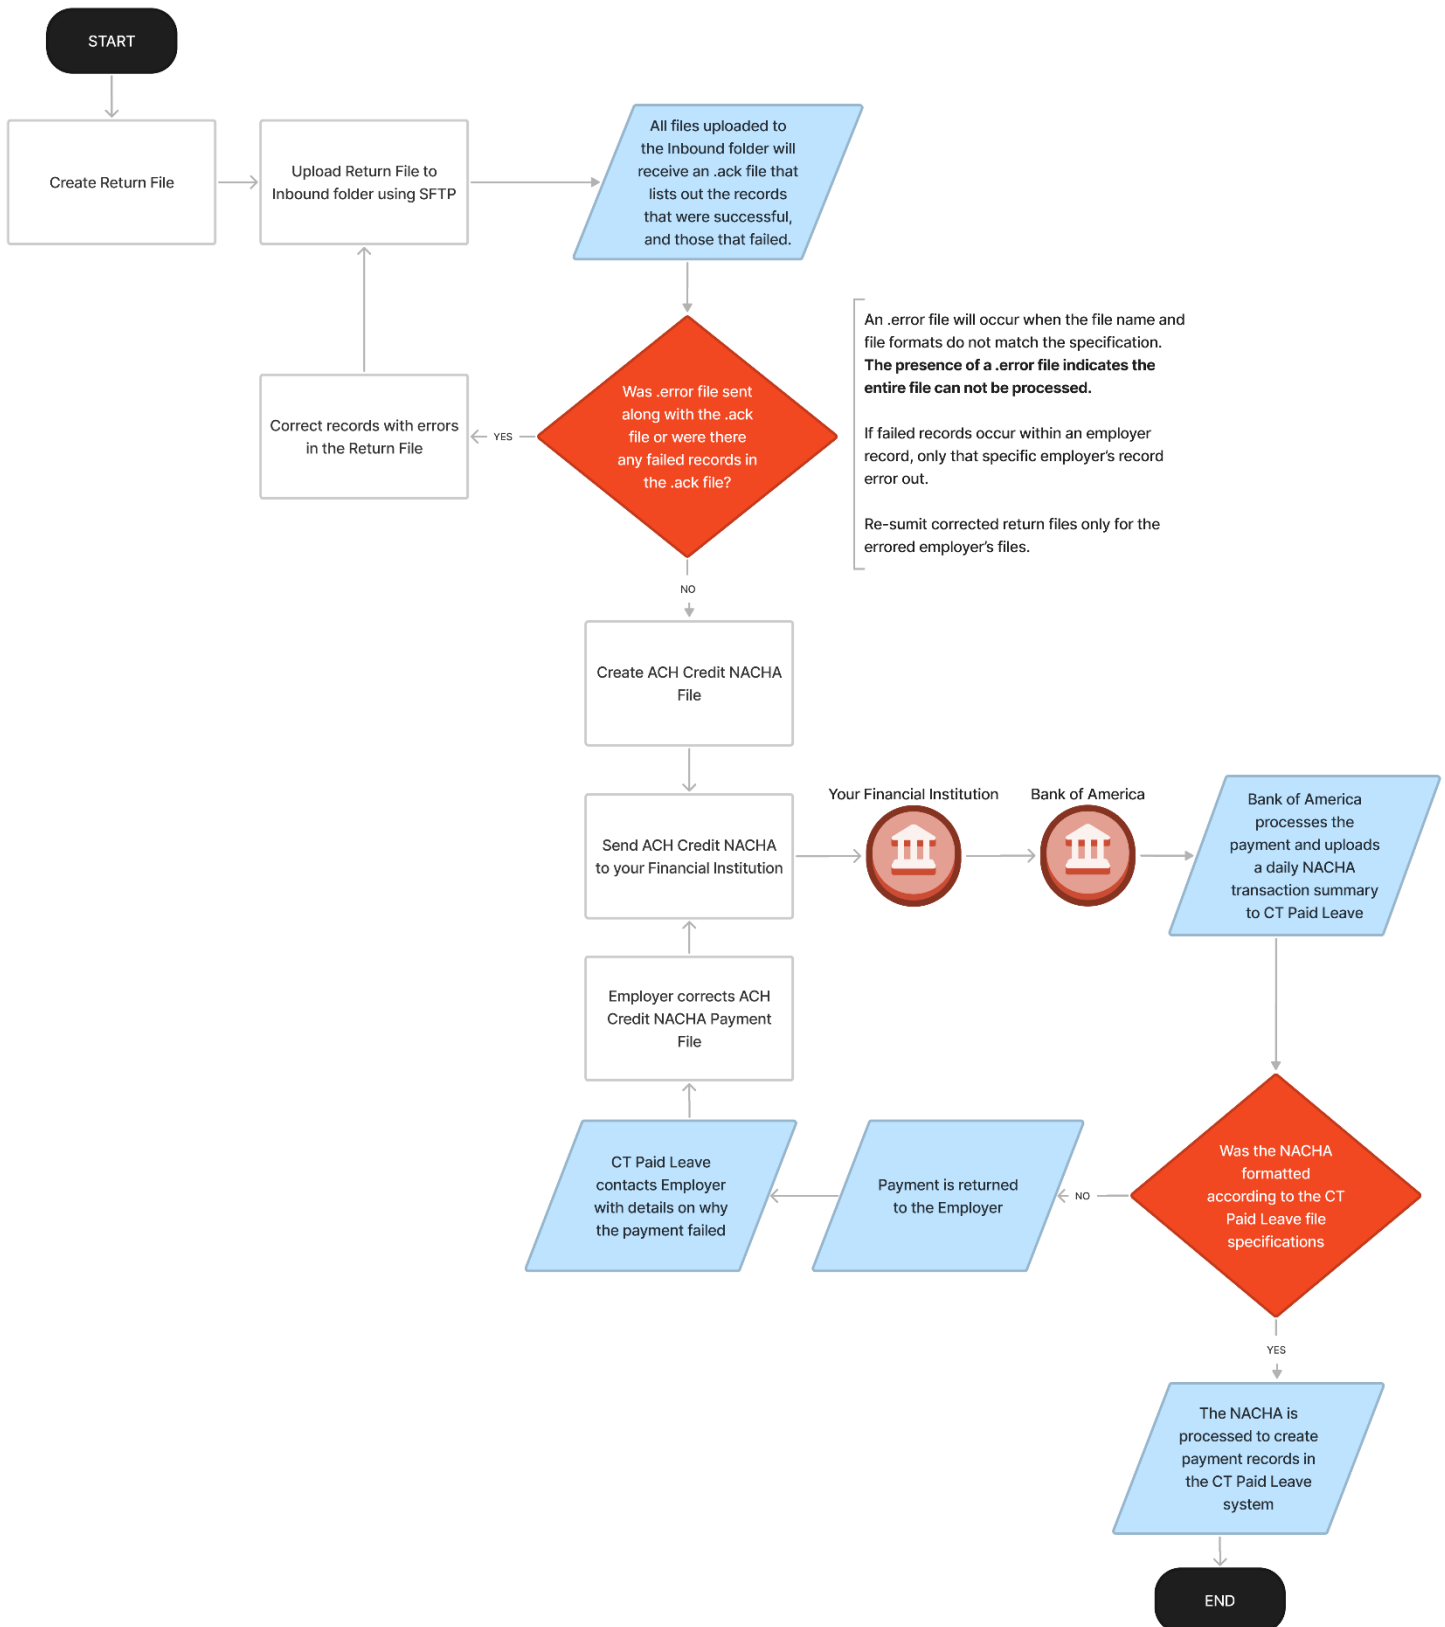 START
Create Return File
Upload Return File to
Inbound folder using SFTP
All files uploaded to
the Inbound folder will
receive an .ack file that
lists out the records
that were successful,
and those that failed.
Was .error file sent
along with the .ack
file or were there
any failed records in
the .ack file?
An .error file will occur when the file name and
file formats do not match the specification.
The presence of a .error file indicates the
entire file can not be processed.
If failed records occur within an employer
record, only that specific employer's record
error out.
Re-sumit corrected return files only for the
errored employer's files.
YES
Correct records with errors
in the Return File
NO
Create ACH Credit NACHA
File
Send ACH Credit NACHA
to your Financial Institution
Your Financial Institution
Bank of America
Bank of America
processes the
payment and uploads
a daily NACHA
transaction summary
to CT Paid Leave
Was the NACHA
formatted
according to the CT
Paid Leave file
specifications
NO
Payment is returned
to the Employer
CT Paid Leave
contacts Employer
with details on why
the payment failed
Employer corrects ACH
Credit NACHA Payment
File
YES
The NACHA is
processed to create
payment records in
the CT Paid Leave
system
END